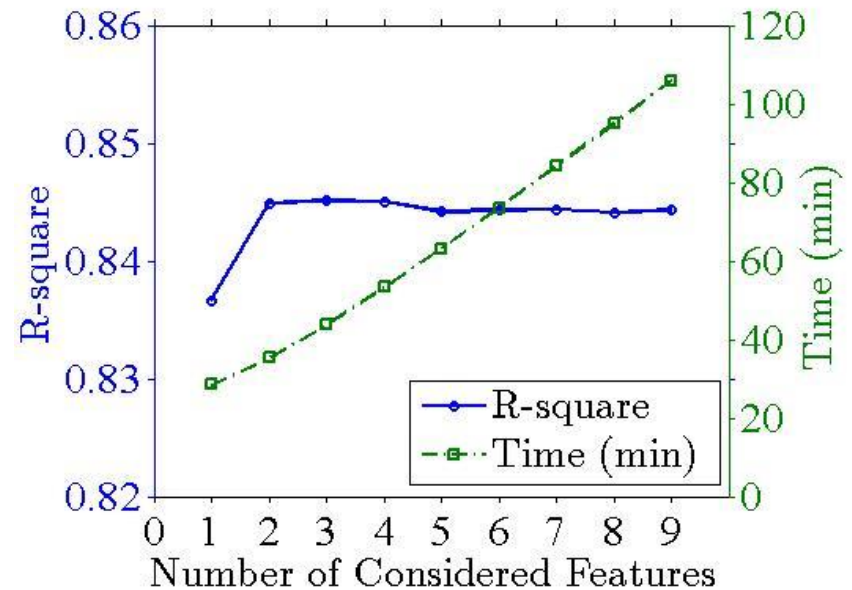 0.86
0.85
0.84
0.83
0.82
R-square
120
100
80
60
40
20
0
Time (min)
R-square
Time (min)
0 1 2 3 4 5 6 7 8 9
Number of Considered Features